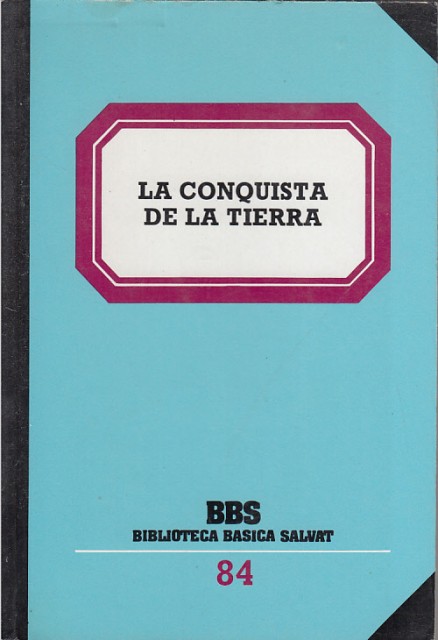 LA CONQUISTA
DE LA TIERRA
BBS
BIBLIOTECA BASICA SALVAT
84